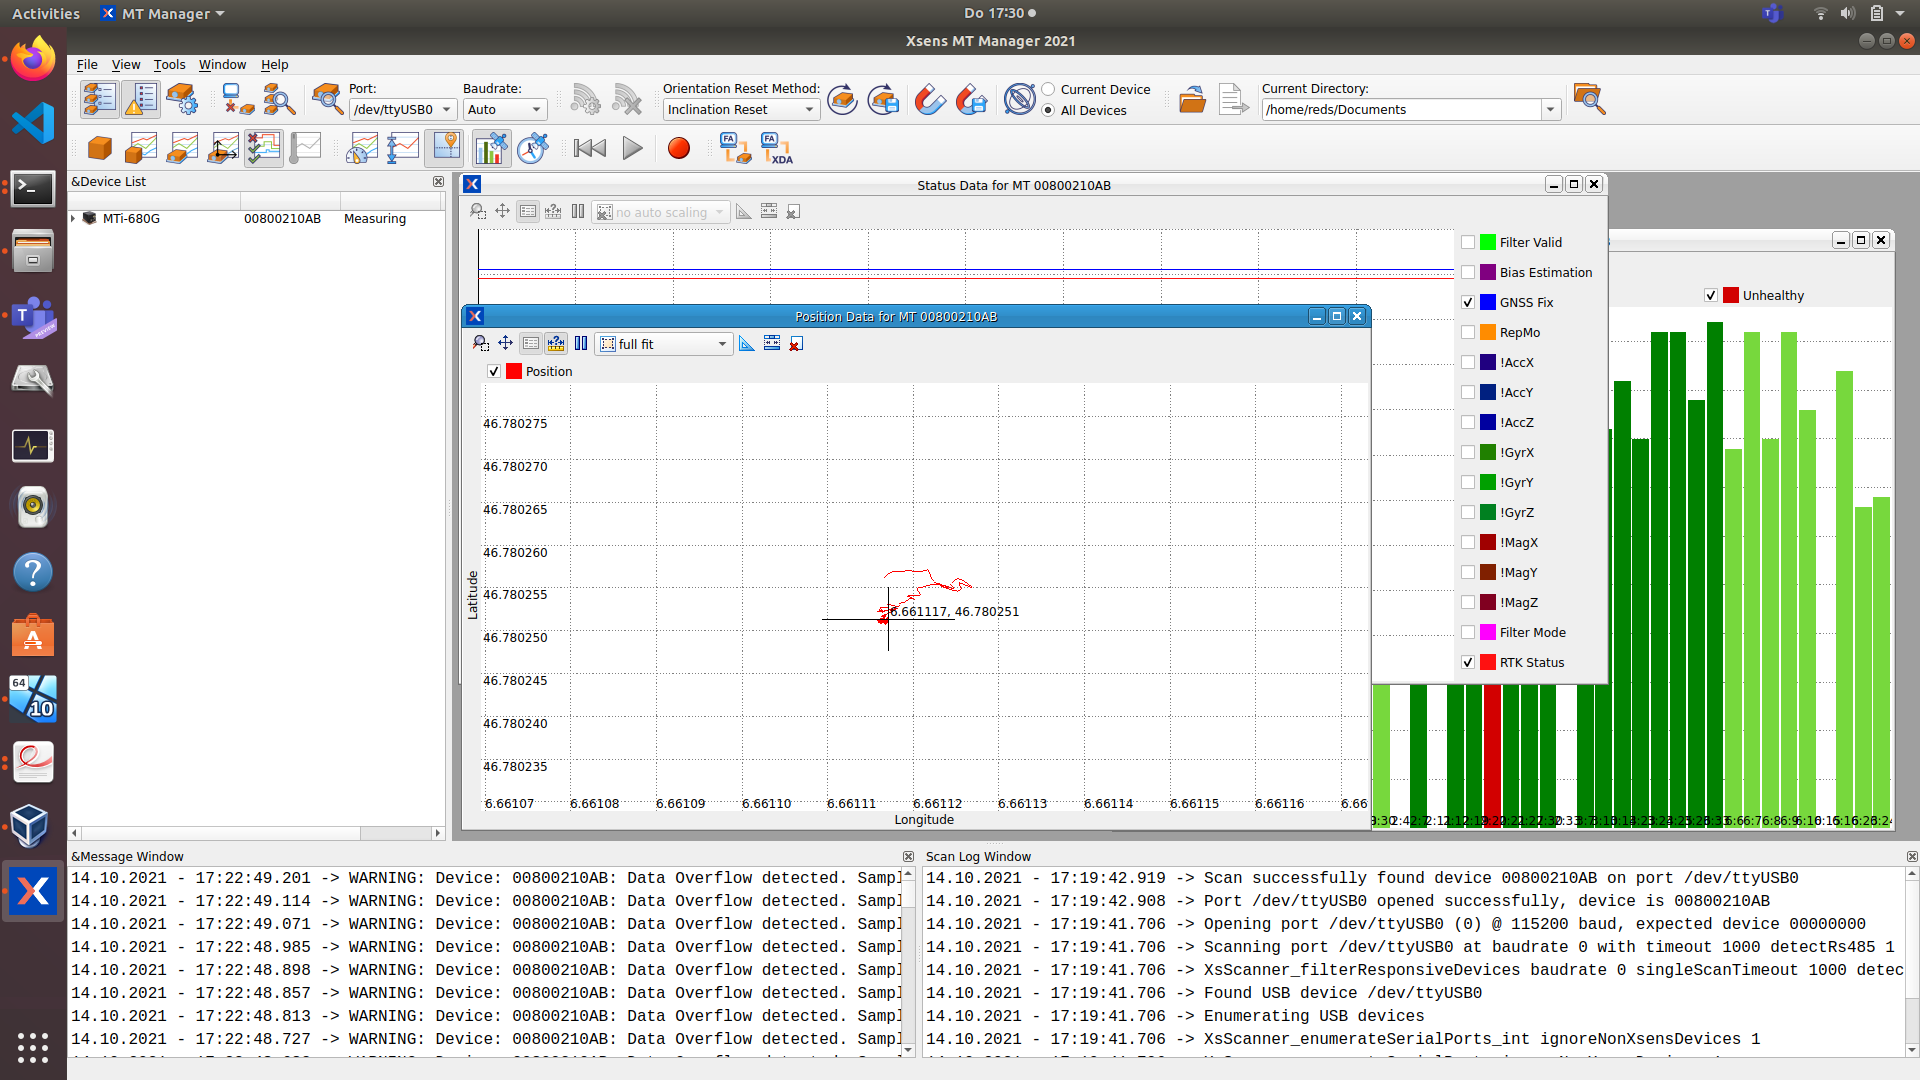 Activities
MT Manager
Do 17:30
Xsens MT Manager 2021
File View Tools Window Help
Port:
/dev/ttyUSB0
Baudrate:
Auto
Orientation Reset Method:
Inclination Reset
Current Device
All Devices
Current Directory:
/home/reds/Documents
FA
FA
XDA
&Device List
MTi-680G 00800210AB Measuring
Status Data for MT 00800210AB
no auto scaling
Filter Valid
Bias Estimation
GNSS Fix
RepMo
!AccX
!AccY
!AccZ
!GyrX
!GyrY
!GyrZ
!MagX
!MagY
!MagZ
Filter Mode
RTK Status
Unhealthy
Position Data for MT 00800210AB
full fit
Position
46.780275
46.780270
46.780265
46.780260
46.780255
46.780250
46.780245
46.780240
46.780235
Latitude
6.661117, 46.780251
6.66107 6.66108 6.66109 6.66110 6.66111 6.66112 6.66113 6.66114 6.66115 6.66116 6.66
Longitude
&Message Window
14.10.2021 - 17:22:49.201 -> WARNING: Device: 00800210AB: Data Overflow detected. Sampl
14.10.2021 - 17:22:49.114 -> WARNING: Device: 00800210AB: Data Overflow detected. Sampl
14.10.2021 - 17:22:49.071 -> WARNING: Device: 00800210AB: Data Overflow detected. Sampl
14.10.2021 - 17:22:48.985 -> WARNING: Device: 00800210AB: Data Overflow detected. Sampl
14.10.2021 - 17:22:48.898 -> WARNING: Device: 00800210AB: Data Overflow detected. Sampl
14.10.2021 - 17:22:48.857 -> WARNING: Device: 00800210AB: Data Overflow detected. Sampl
14.10.2021 - 17:22:48.813 -> WARNING: Device: 00800210AB: Data Overflow detected. Sampl
14.10.2021 - 17:22:48.727 -> WARNING: Device: 00800210AB: Data Overflow detected. Sampl
Scan Log Window
14.10.2021 - 17:19:42.919 -> Scan successfully found device 00800210AB on port /dev/ttyUSB0
14.10.2021 - 17:19:42.908 -> Port /dev/ttyUSB0 opened successfully, device is 00800210AB
14.10.2021 - 17:19:41.706 -> Opening port /dev/ttyUSB0 (0) @ 115200 baud, expected device 00000000
14.10.2021 - 17:19:41.706 -> Scanning port /dev/ttyUSB0 at baudrate 0 with timeout 1000 detectRs485 1
14.10.2021 - 17:19:41.706 -> XsScanner_filterResponsiveDevices baudrate 0 singleScanTimeout 1000 detec
14.10.2021 - 17:19:41.706 -> Found USB device /dev/ttyUSB0
14.10.2021 - 17:19:41.706 -> Enumerating USB devices
14.10.2021 - 17:19:41.706 -> XsScanner_enumerateSerialPorts_int ignoreNonXsensDevices 1
64
10
PREVIEW